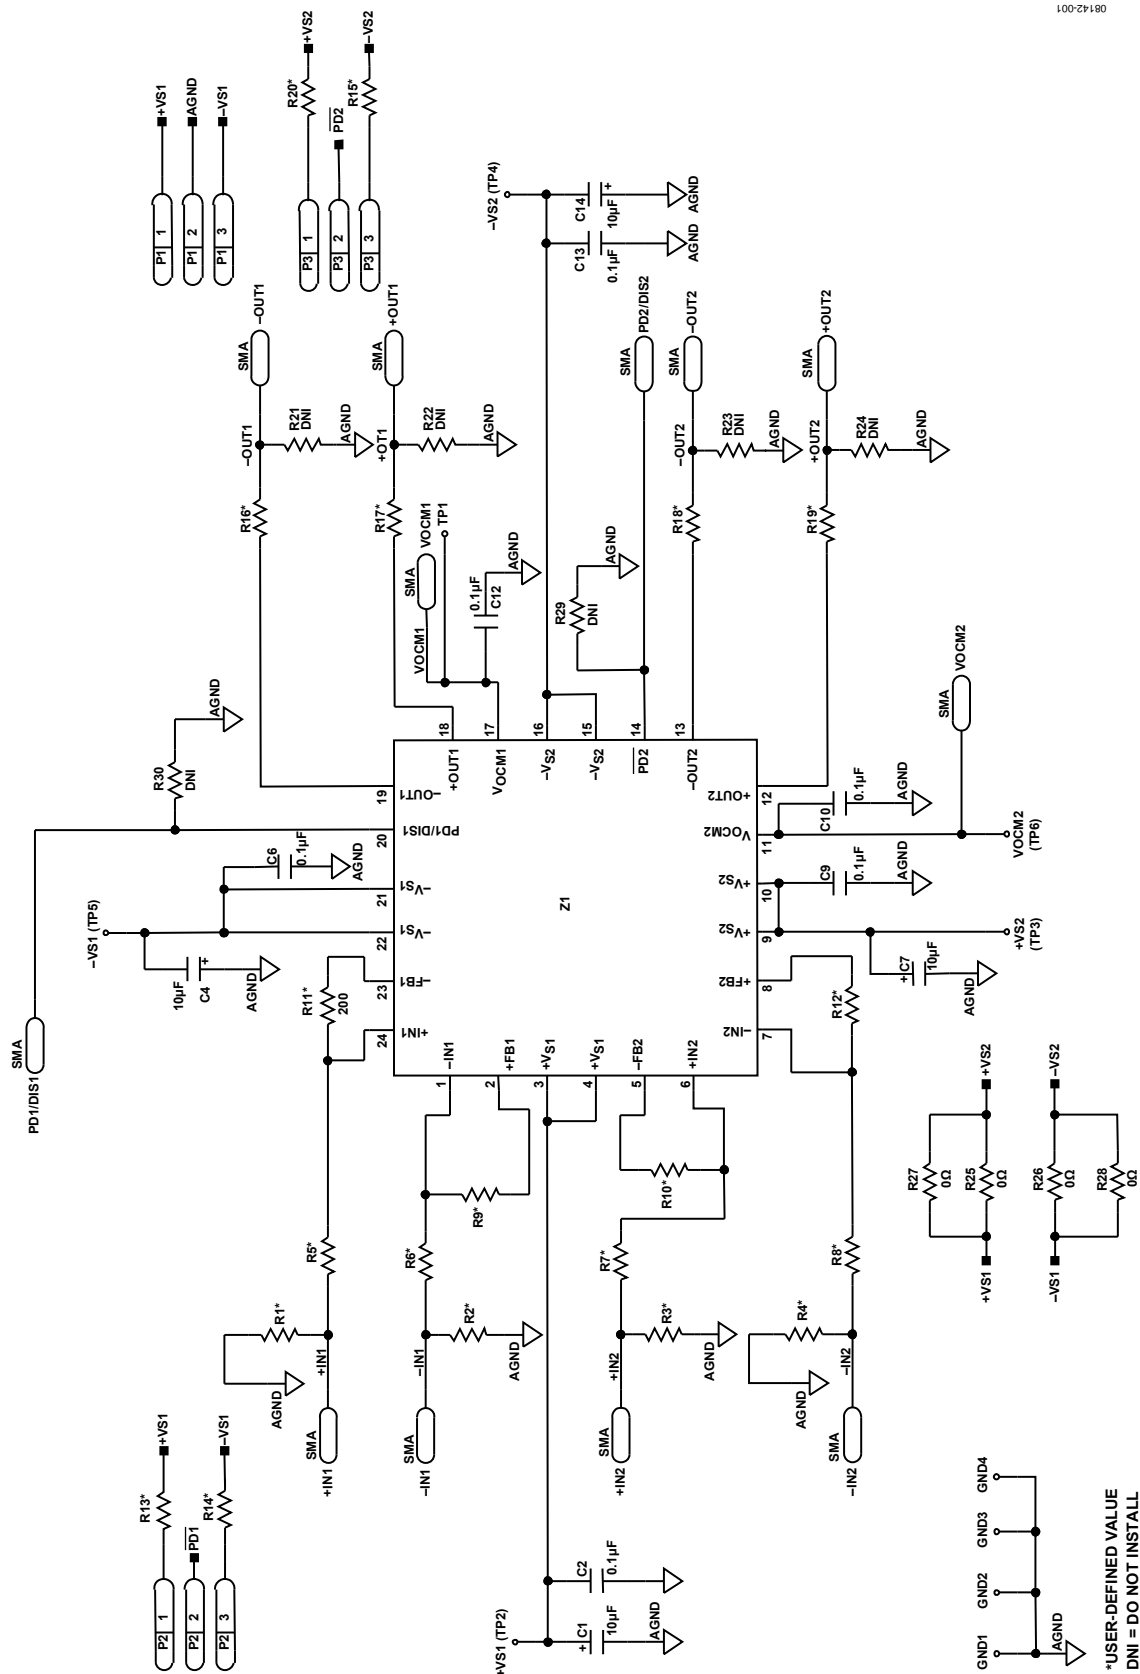 08142-001
P1 1
+VS1
P1 2
AGND
P1 3
–VS1
P3 1
R20*
+VS2
P3 2
PD2
P3 3
R15*
–VS2
–VS2 (TP4)
C14
10µF
+
AGND
C13
0.1µF
AGND
SMA
–OUT1
–OUT1
R16*
R21
DNI
AGND
SMA
+OUT1
+OT1
R17*
R22
DNI
AGND
SMA
VOCM1
TP1
VOCM1
0.1µF
C12
AGND
R29
DNI
AGND
SMA
PD2/DIS2
SMA
–OUT2
–OUT2
R18*
R23
DNI
AGND
SMA
+OUT2
+OUT2
R19*
R24
DNI
AGND
SMA
VOCM2
R30
DNI
AGND
18
+OUT1
17
VOCM1
16
–VS2
15
–VS2
14
PD2
13
–OUT2
19
–OUT1
20
PD1/DIS1
21
–VS1
22
–VS1
23
–FB1
24
+IN1
Z1
12
+OUT2
11
VOCM2
10
+VS2
9
+VS2
8
+FB2
7
–IN2
1
–IN1
2
+FB1
3
+VS1
4
+VS1
5
–FB2
6
+IN2
C6
0.1µF
AGND
–VS1 (TP5)
10µF
C4
+
AGND
SMA
PD1/DIS1
R11*
200
C10
0.1µF
AGND
VOCM2
(TP6)
C9
0.1µF
AGND
+VS2
(TP3)
+
C7
10µF
AGND
R12*
R9*
R10*
R5*
R6*
R7*
R8*
R1*
AGND
+IN1
SMA
+IN1
R2*
AGND
–IN1
SMA
–IN1
R3*
AGND
+IN2
SMA
+IN2
R4*
AGND
–IN2
SMA
–IN2
R27
0Ω
R25
0Ω
+VS1
+VS2
R26
0Ω
R28
0Ω
–VS1
–VS2
P2 1
R13*
+VS1
P2 2
PD1
P2 3
R14*
–VS1
+VS1 (TP2)
+
C1
10µF
AGND
C2
0.1µF
GND1
GND2
GND3
GND4
AGND
*USER-DEFINED VALUE
DNI = DO NOT INSTALL